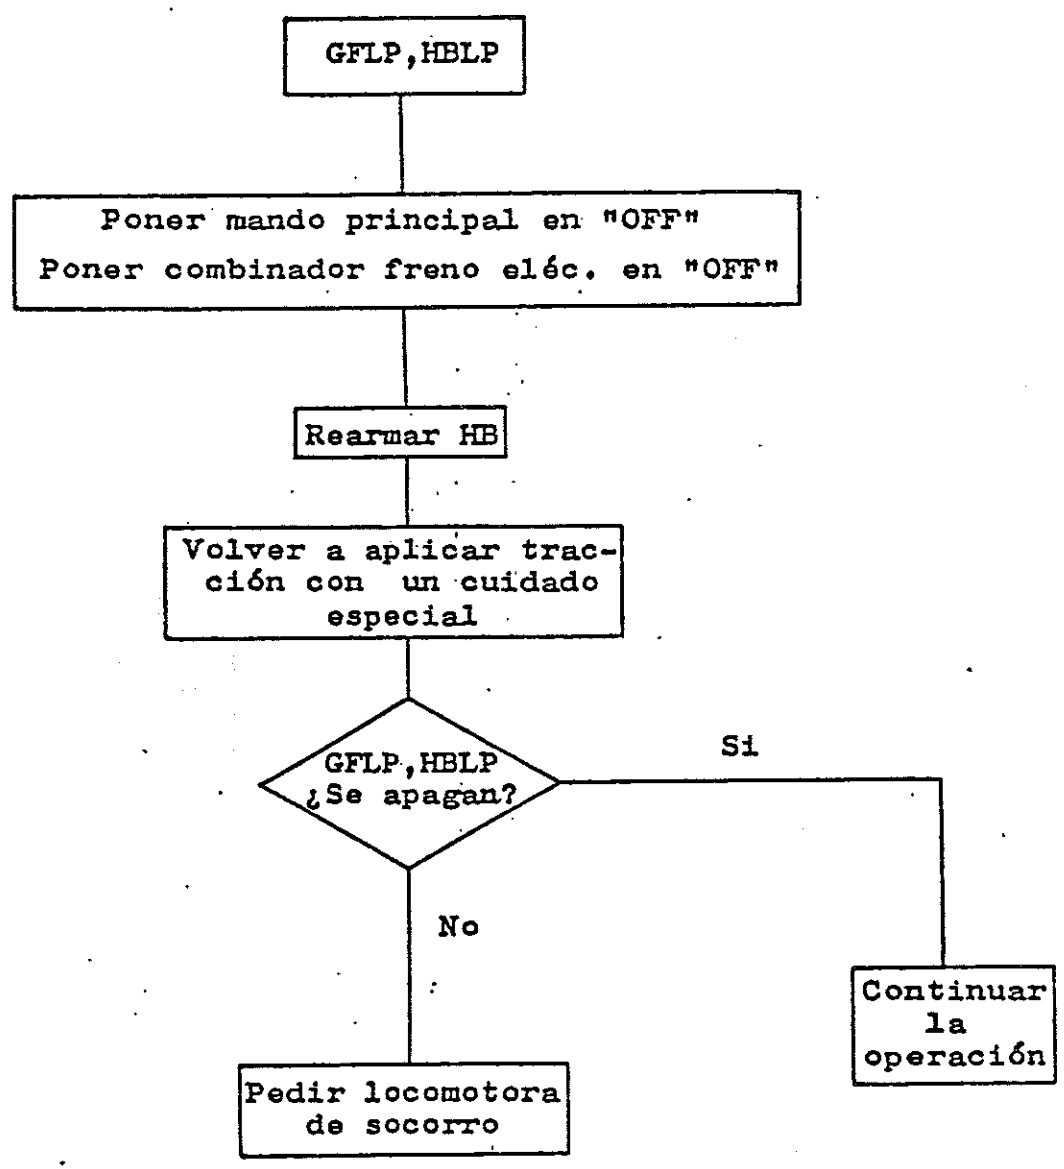 GFLP,HBLP
Poner mando principal en "OFF"
Poner combinador freno eléc. en "OFF"
Rearmar HB
Volver a aplicar trac-
ción con un cuidado
especial
GFLP,HBLP
¿Se apagan?
Si
No
Continuar
la
operación
Pedir locomotora
de socorro